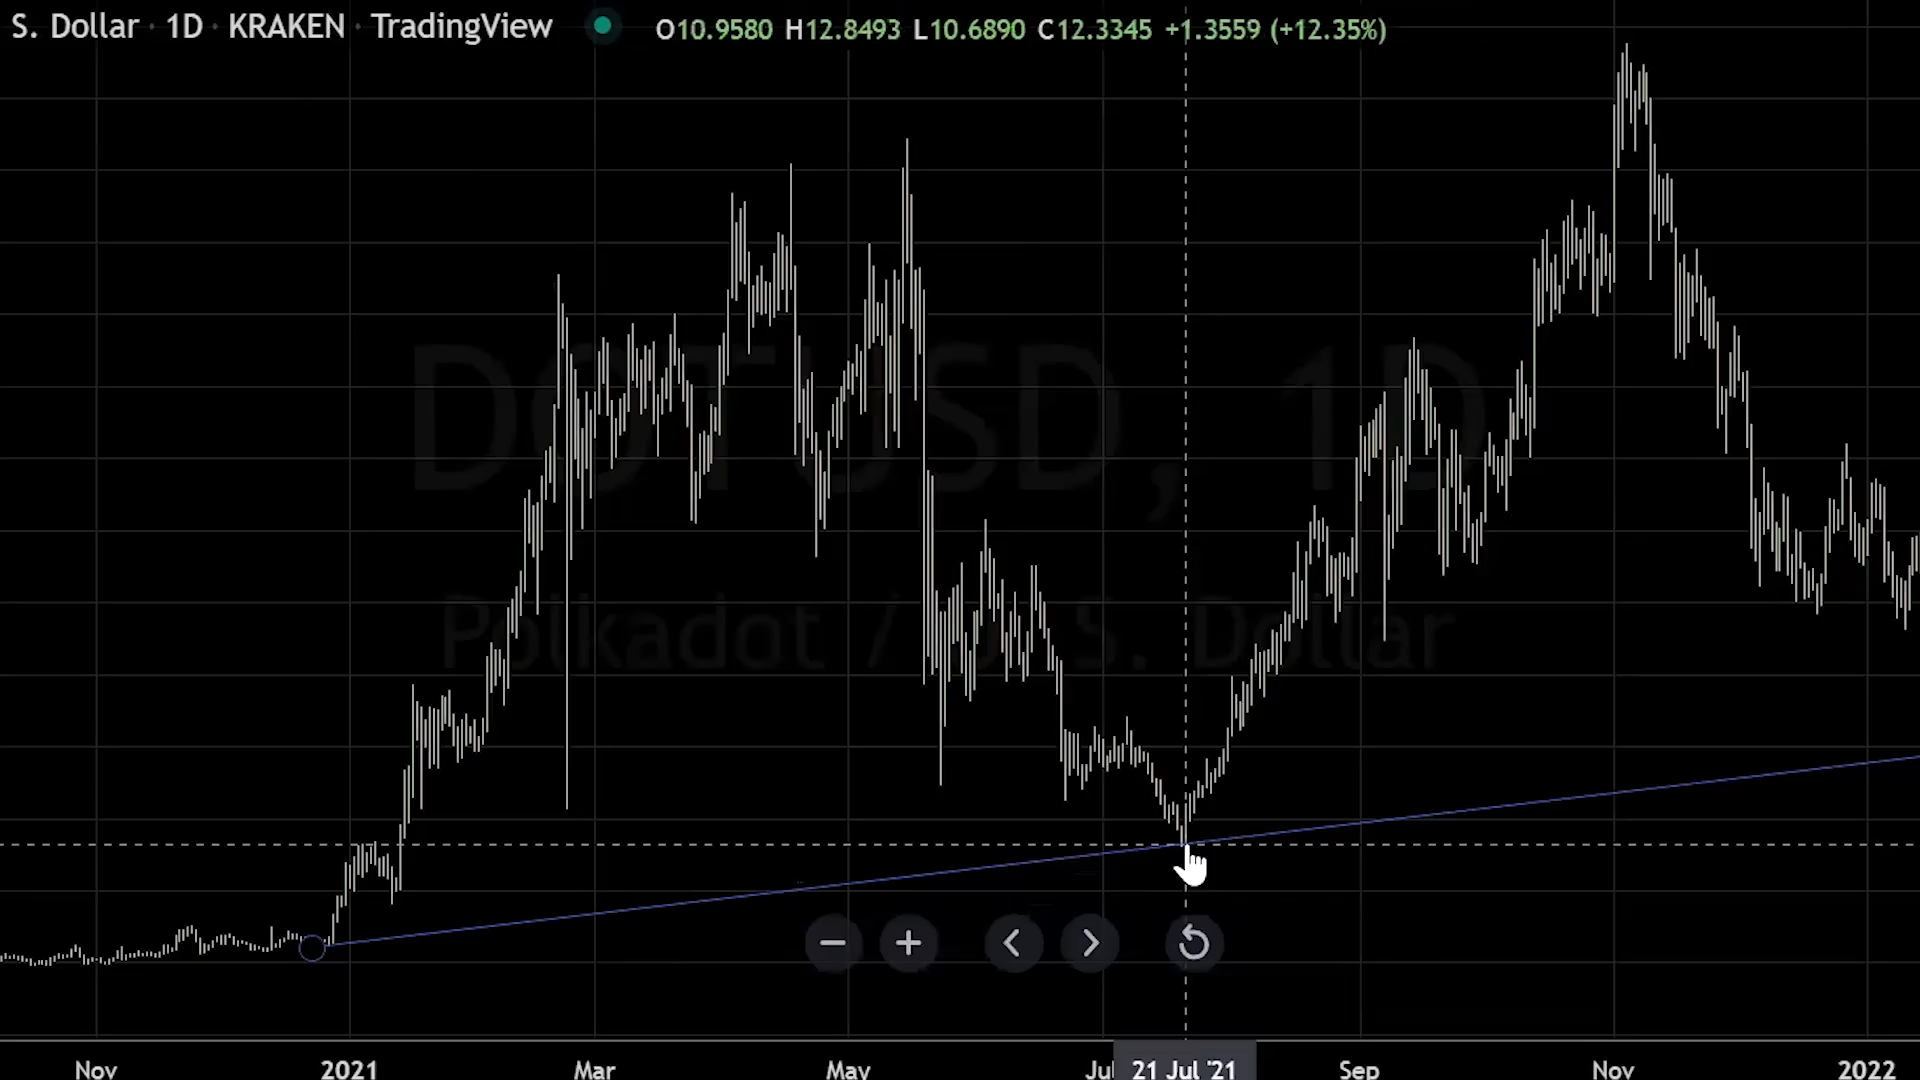 S. Dollar · 1D · KRAKEN · TradingView O10.9580 H12.8493 L10.6890 C12.3345 +1.3559 (+12.35%)
DOTUSD, 1D
Polkadot / U. S. Dollar
Nov 2021 Mar May Jul 21 Jul '21 Sep Nov 2022